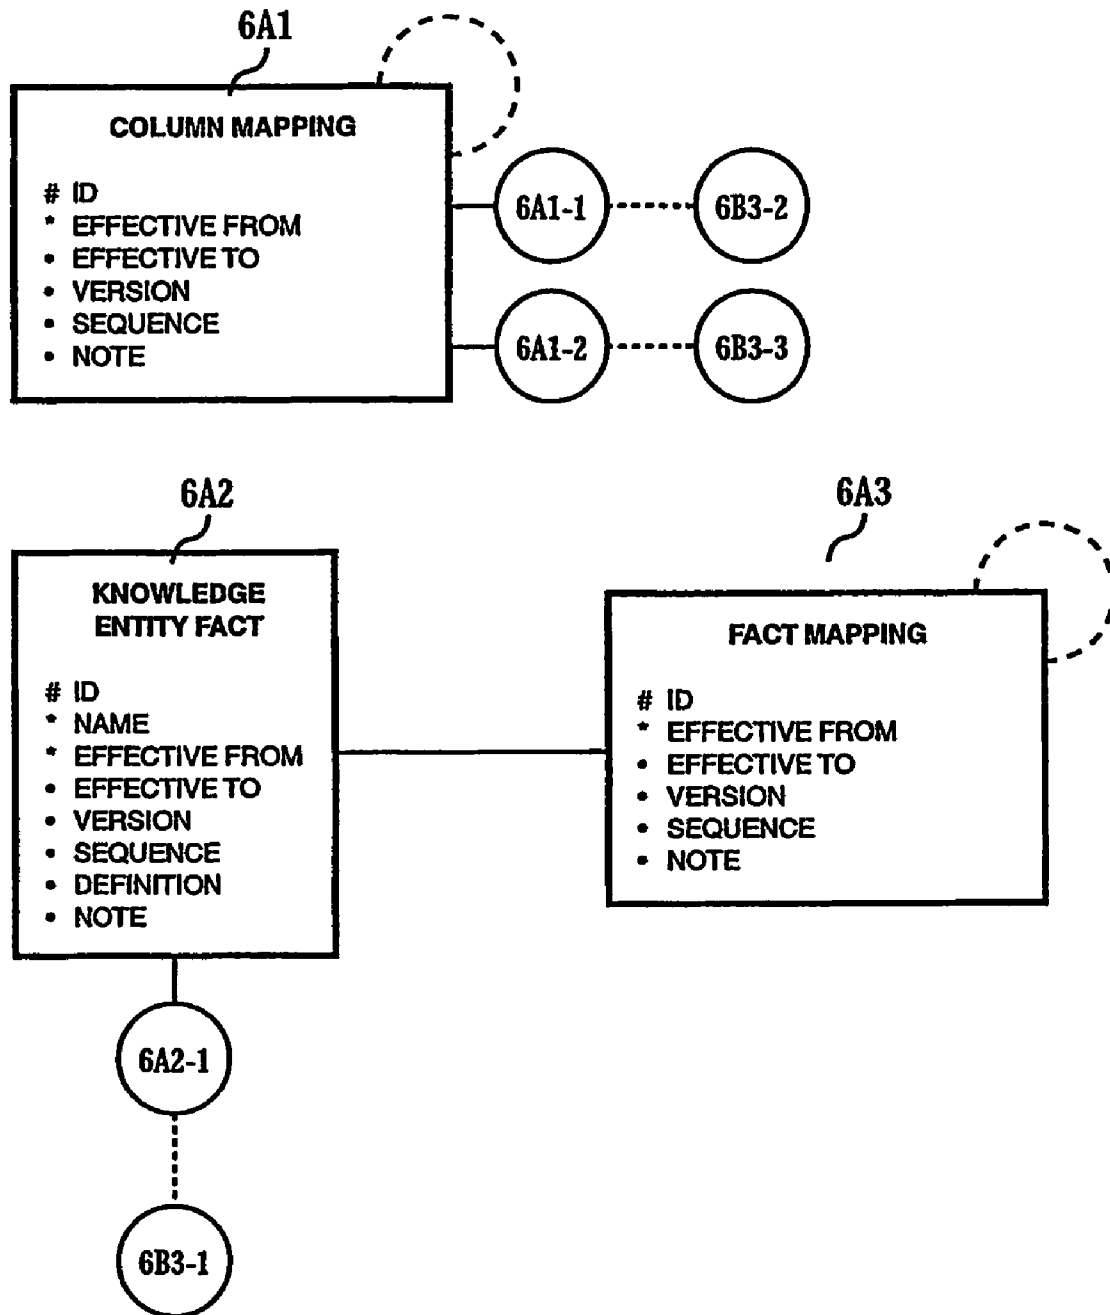 6A1
COLUMN MAPPING
# ID
* EFFECTIVE FROM
• EFFECTIVE TO
• VERSION
• SEQUENCE
• NOTE
6A1-1
6B3-2
6A1-2
6B3-3
6A2
KNOWLEDGE
ENTITY FACT
# ID
* NAME
* EFFECTIVE FROM
• EFFECTIVE TO
• VERSION
• SEQUENCE
• DEFINITION
• NOTE
6A3
FACT MAPPING
# ID
* EFFECTIVE FROM
• EFFECTIVE TO
• VERSION
• SEQUENCE
• NOTE
6A2-1
6B3-1